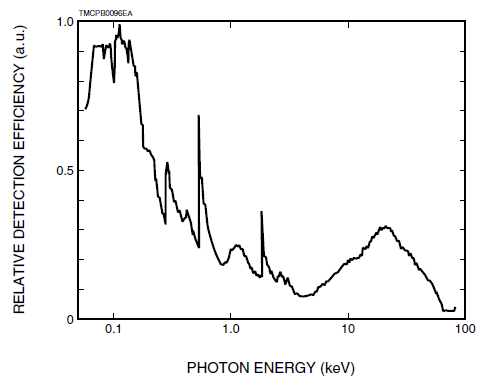 TMCPB0096EA
1.0
0.5
0
0.1
1.0
10
100
RELATIVE DETECTION EFFICIENCY (a.u.)
PHOTON ENERGY (keV)